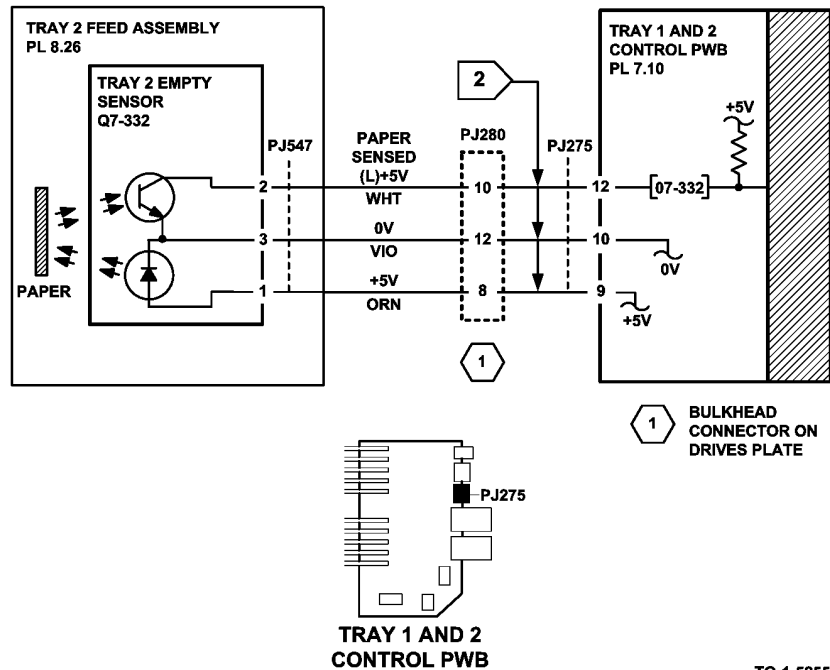 TRAY 2 FEED ASSEMBLY
PL 8.26
TRAY 2 EMPTY
SENSOR
Q7-332
PAPER
PJ547
2
3
1
PAPER
SENSED
(L)+5V
WHT
0V
VIO
+5V
ORN
2
PJ280
10
12
8
1
PJ275
12
10
9
TRAY 1 AND 2
CONTROL PWB
PL 7.10
+5V
07-332
0V
+5V
1
BULKHEAD
CONNECTOR ON
DRIVES PLATE
PJ275
TRAY 1 AND 2
CONTROL PWB